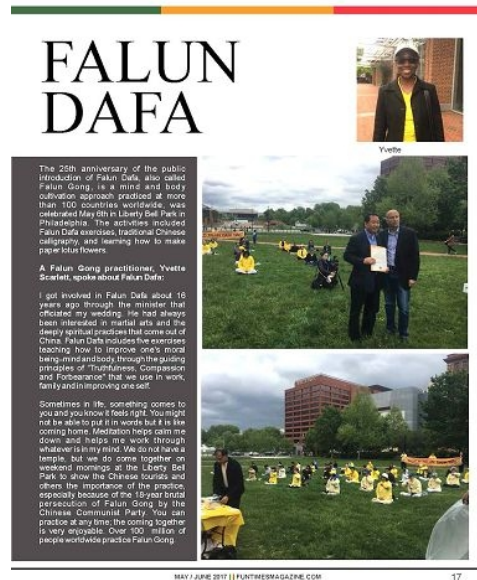 FALUN
DAFA
Yvette
The 25th anniversary of the public
introduction of Falun Dafa, also called
Falun Gong, is a mind and body
cultivation approach practiced at more
than 100 countries worldwide, was
celebrated May 6th in Liberty Bell Park in
Philadelphia. The activities included
Falun Dafa exercises, traditional Chinese
calligraphy, and learning how to make
paper lotus flowers.
A Falun Gong practitioner, Yvette
Scarlett, spoke about Falun Dafa:
I got involved in Falun Dafa about 16
years ago through the minister that
officiated my wedding. He had always
been interested in martial arts and the
deeply spiritual practices that come out of
China. Falun Dafa includes five exercises
teaching how to improve one's moral
being-mind and body, through the guiding
principles of "Truthfulness, Compassion
and Forbearance" that we use in work,
family and in improving one self.
Sometimes in life, something comes to
you and you know it feels right. You might
not be able to put it in words but it is like
coming home. Meditation helps calm me
down and helps me work through
whatever is in my mind. We do not have a
temple, but we do come together on
weekend mornings at the Liberty Bell
Park to show the Chinese tourists and
others the importance of the practice,
especially because of the 18-year brutal
persecution of Falun Gong by the
Chinese Communist Party. You can
practice at any time; the coming together
is very enjoyable. Over 100 million of
people worldwide practice Falun Gong.
MAY / JUNE 2017 || FUNTIMESMAGAZINE.COM 17